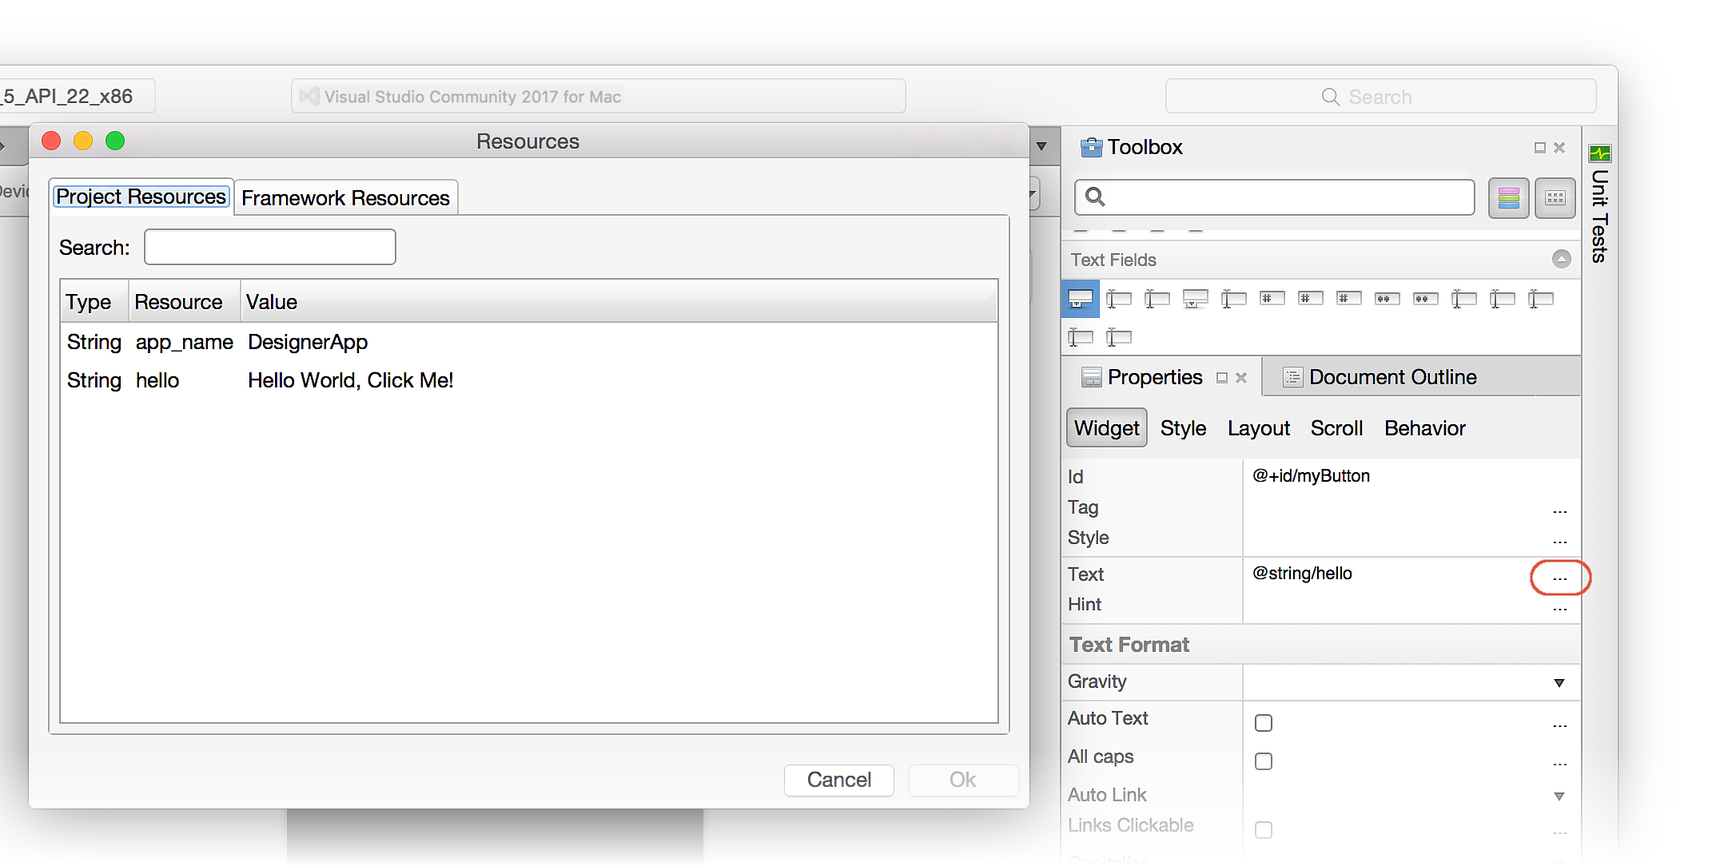 _5_API_22_x86
Visual Studio Community 2017 for Mac
Search
Resources
Project Resources
Framework Resources
Search:
Type Resource Value
String app_name DesignerApp
String hello Hello World, Click Me!
Cancel
Ok
Toolbox
Unit Tests
Text Fields
Properties
Document Outline
Widget Style Layout Scroll Behavior
Id @+id/myButton
Tag ...
Style ...
Text @string/hello ...
Hint ...
Text Format
Gravity
Auto Text ...
All caps ...
Auto Link
Links Clickable ...